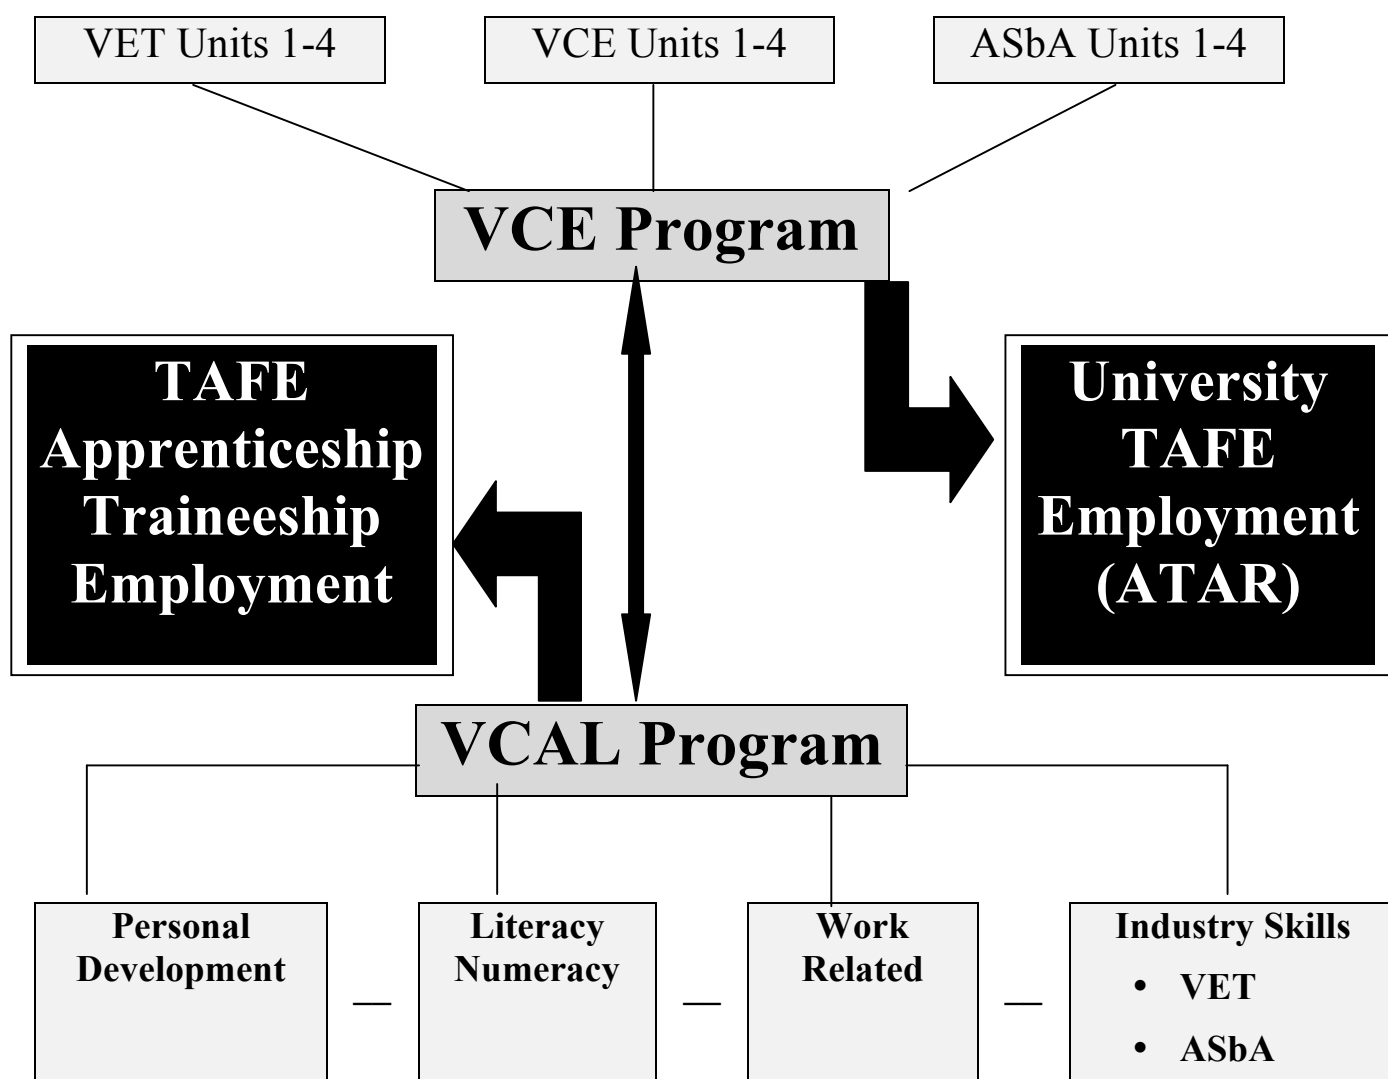 VET Units 1-4
VCE Units 1-4
ASbA Units 1-4
VCE Program
TAFE
Apprenticeship
Traineeship
Employment
University
TAFE
Employment
(ATAR)
VCAL Program
Personal
Development
Literacy
Numeracy
Work
Related
Industry Skills
• VET
• ASbA